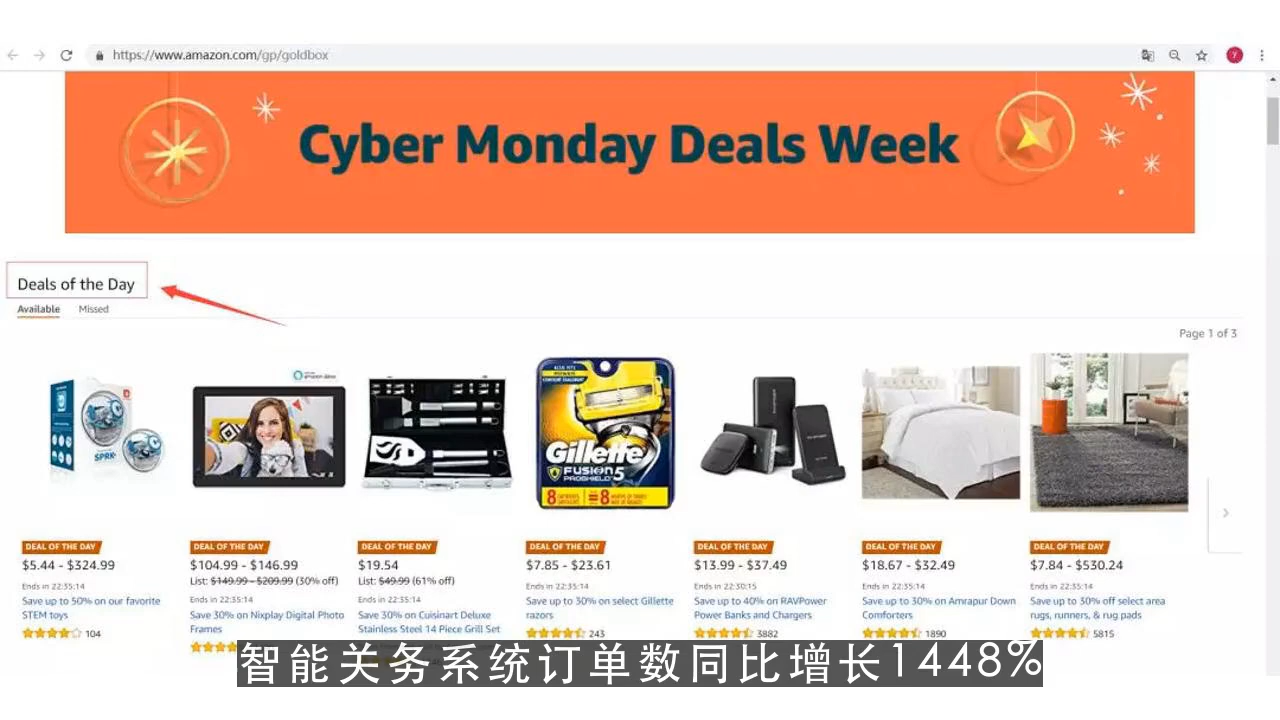 https://www.amazon.com/gp/goldbox
Cyber Monday Deals Week
Deals of the Day
Available Missed
Page 1 of 3
SPRK+
Gillette
FUSION5
PROSHIELD
8 = 8
DEAL OF THE DAY DEAL OF THE DAY DEAL OF THE DAY DEAL OF THE DAY DEAL OF THE DAY DEAL OF THE DAY DEAL OF THE DAY
$5.44 - $324.99 $104.99 - $146.99 $19.54 $7.85 - $23.61 $13.99 - $37.49 $18.67 - $32.49 $7.84 - $530.24
List: $149.99 - $209.99 (30% off) List: $49.99 (61% off)
Ends in 22:35:14 Ends in 22:35:14 Ends in 22:30:15 Ends in 22:35:14 Ends in 22:35:14
Ends in 22:35:14 Ends in 22:35:14
Save up to 50% on our favorite Save up to 30% on select Gillette Save up to 40% on RAVPower Save 30% on Amrapur Down Save up to 30% off select area
STEM toys Save 30% on Nixplay Digital Photo Save 30% on Cuisinart Deluxe razors Power Banks and Chargers Comforters rugs, runners, & rug pads
Frames Stainless Steel 14 Piece Grill Set
104 243 3882 1890 5815
智能关务系统订单数同比增长1448%